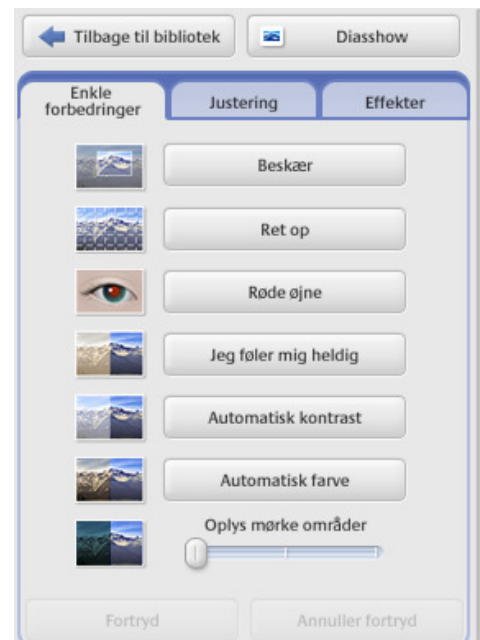 Tilbage til bibliotek
Diasshow
Enkle
forbedringer
Justering
Effekter
Beskær
Ret op
Røde øjne
Jeg føler mig heldig
Automatisk kontrast
Automatisk farve
Oplys mørke områder
Fortryd
Annuller fortryd